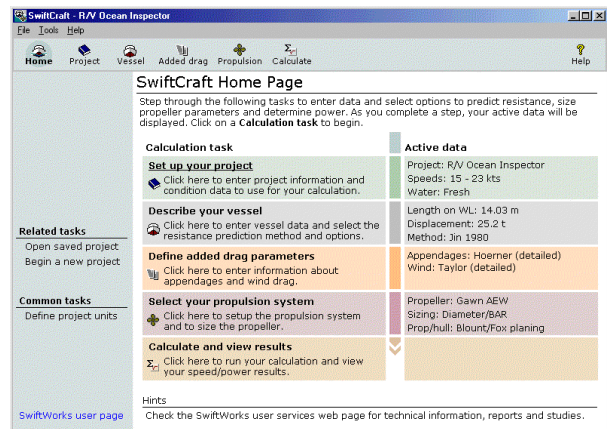 SwiftCraft - R/V Ocean Inspector
File Tools Help
Home Project Vessel Added drag Propulsion Calculate Help
SwiftCraft Home Page
Step through the following tasks to enter data and select options to predict resistance, size
propeller parameters and determine power. As you complete a step, your active data will be
displayed. Click on a Calculation task to begin.
Calculation task
Active data
Set up your project
Click here to enter project information and
condition data to use for your calculation.
Project: R/V Ocean Inspector
Speeds: 15 - 23 kts
Water: Fresh
Describe your vessel
Click here to enter vessel data and select the
resistance prediction method and options.
Length on WL: 14.03 m
Displacement: 25.2 t
Method: Jin 1980
Define added drag parameters
Click here to enter information about
appendages and wind drag.
Appendages: Hoerner (detailed)
Wind: Taylor (detailed)
Select your propulsion system
Click here to setup the propulsion system
and to size the propeller.
Propeller: Gawn AEW
Sizing: Diameter/BAR
Prop/hull: Blount/Fox planing
Calculate and view results
Click here to run your calculation and view
your speed/power results.
Related tasks
Open saved project
Begin a new project
Common tasks
Define project units
SwiftWorks user page
Hints
Check the SwiftWorks user services web page for technical information, reports and studies.